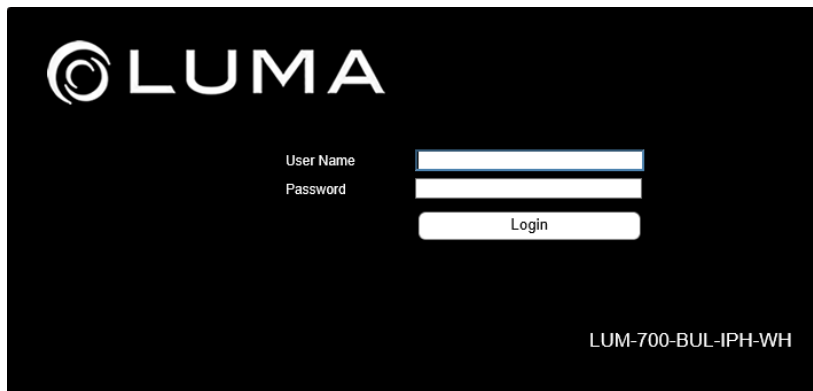 LUMA
User Name
Password
Login
LUM-700-BUL-IPH-WH